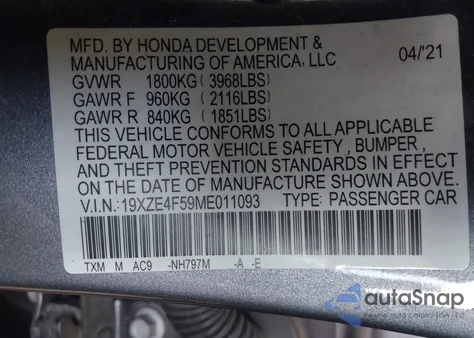 MFD. BY HONDA DEVELOPMENT &
MANUFACTURING OF AMERICA, LLC 04/'21
GVWR 1800KG (3968LBS)
GAWR F 960KG (2116LBS)
GAWR R 840KG (1851LBS)
THIS VEHICLE CONFORMS TO ALL APPLICABLE
FEDERAL MOTOR VEHICLE SAFETY, BUMPER,
AND THEFT PREVENTION STANDARDS IN EFFECT
ON THE DATE OF MANUFACTURE SHOWN ABOVE.
V.I.N.: 19XZE4F59ME011093 TYPE: PASSENGER CAR
TXM M AC9 -NH797M -A -E
autoSnap